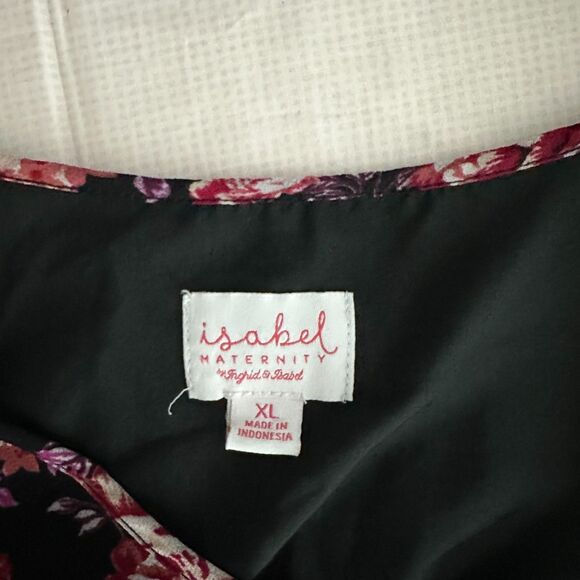 isabel
MATERNITY
by Ingrid & Isabel
XL
MADE IN
INDONESIA